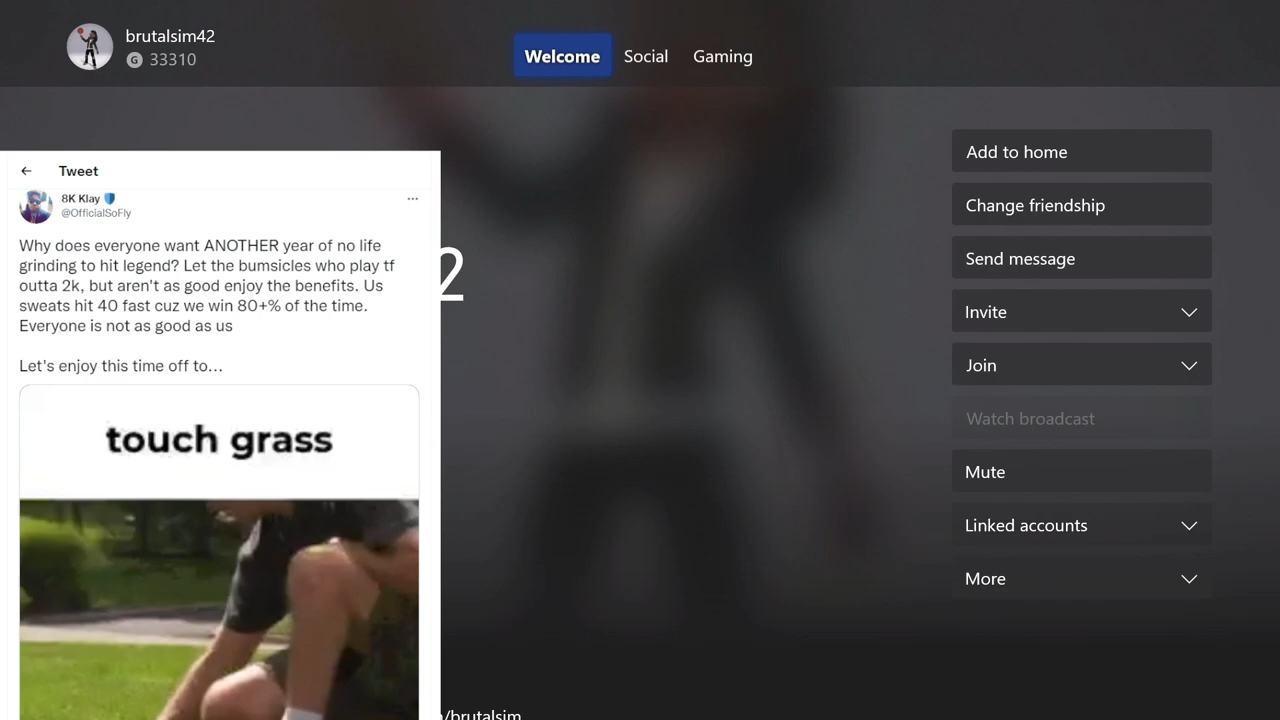 brutalsim42
G 33310
Welcome
Social
Gaming
Add to home
Change friendship
Send message
Invite
Join
Watch broadcast
Mute
Linked accounts
More
2
Tweet
8K Klay
@OfficialSoFly
Why does everyone want ANOTHER year of no life
grinding to hit legend? Let the bumsicles who play tf
outta 2k, but aren't as good enjoy the benefits. Us
sweats hit 40 fast cuz we win 80+% of the time.
Everyone is not as good as us
Let's enjoy this time off to...
touch grass
/brutalsim